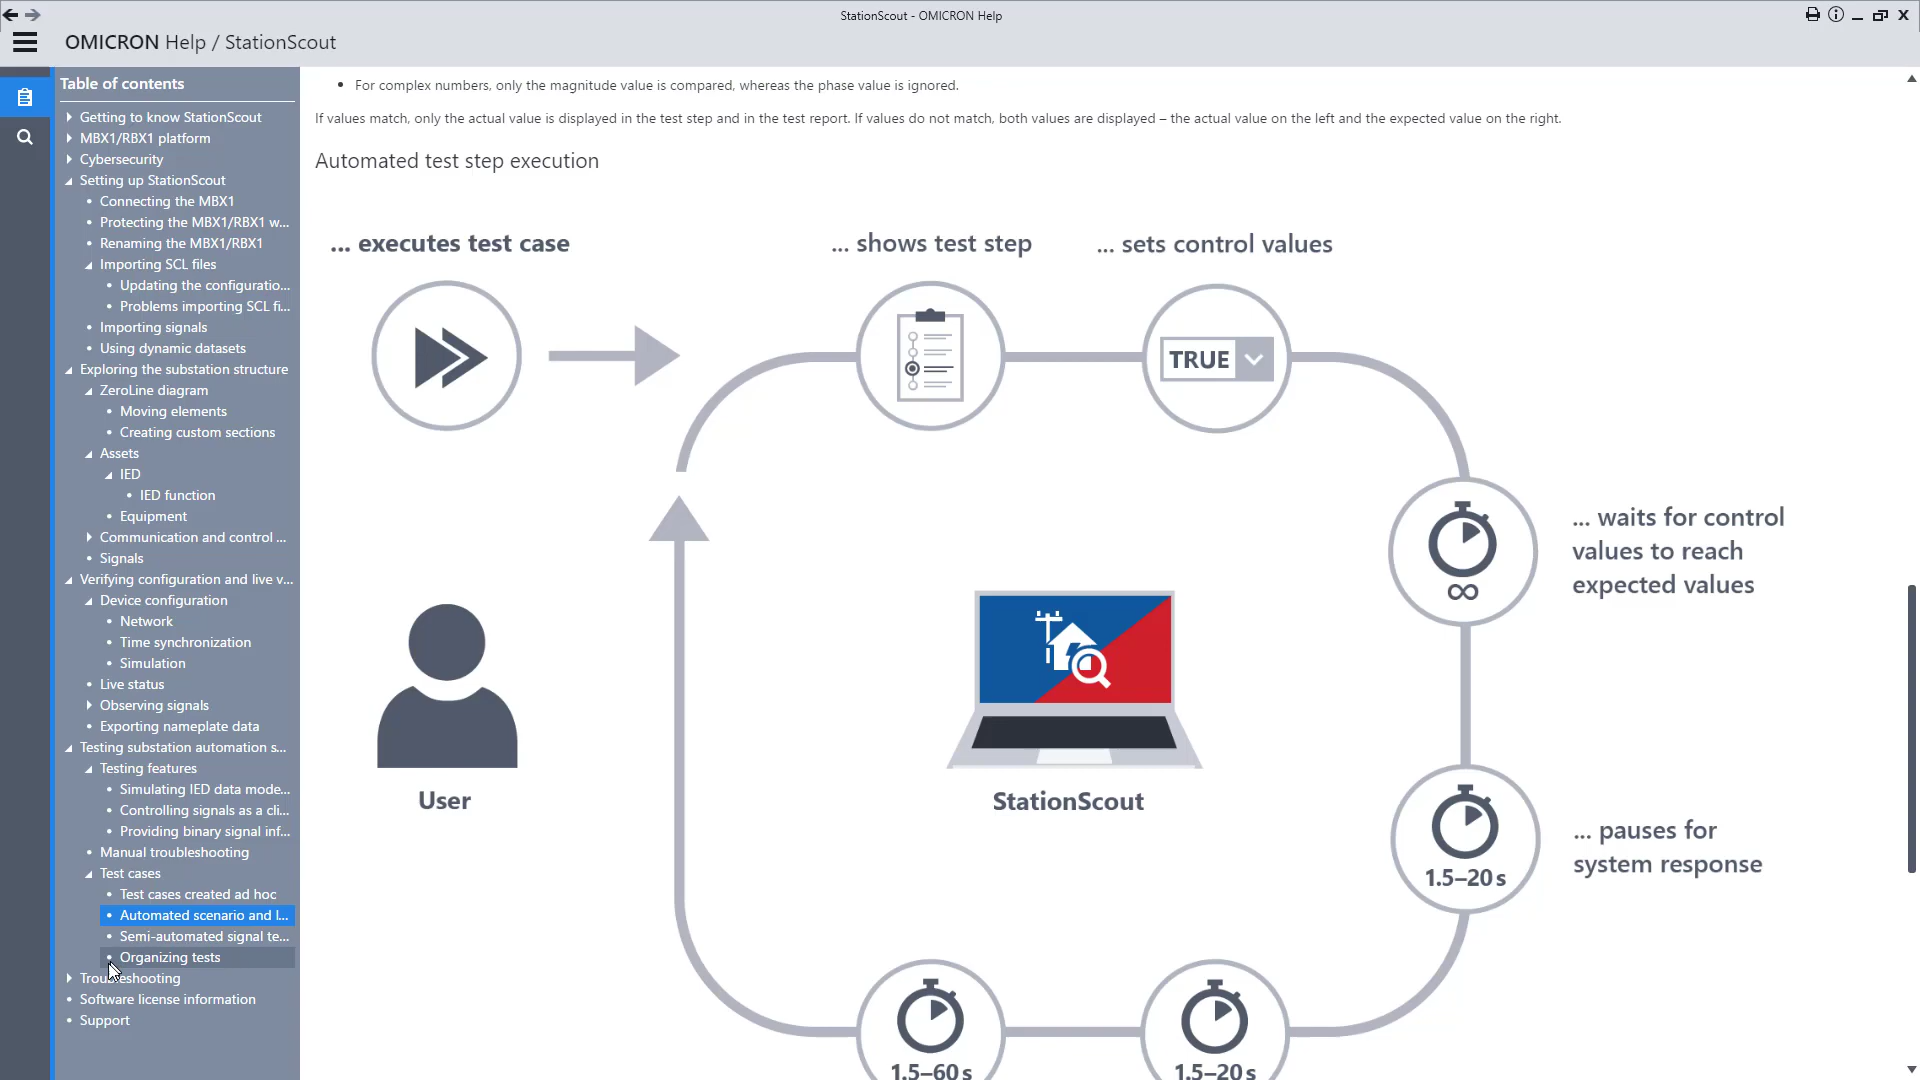 StationScout - OMICRON Help
OMICRON Help / StationScout
Table of contents
Getting to know StationScout
MBX1/RBX1 platform
Cybersecurity
Setting up StationScout
Connecting the MBX1
Protecting the MBX1/RBX1 w...
Renaming the MBX1/RBX1
Importing SCL files
Updating the configuratio...
Problems importing SCL fi...
Importing signals
Using dynamic datasets
Exploring the substation structure
ZeroLine diagram
Moving elements
Creating custom sections
Assets
IED
IED function
Equipment
Communication and control ...
Signals
Verifying configuration and live v...
Device configuration
Network
Time synchronization
Simulation
Live status
Observing signals
Exporting nameplate data
Testing substation automation s...
Testing features
Simulating IED data mode...
Controlling signals as a cli...
Providing binary signal inf...
Manual troubleshooting
Test cases
Test cases created ad hoc
Automated scenario and l...
Semi-automated signal te...
Organizing tests
Troubleshooting
Software license information
Support
• For complex numbers, only the magnitude value is compared, whereas the phase value is ignored.
If values match, only the actual value is displayed in the test step and in the test report. If values do not match, both values are displayed – the actual value on the left and the expected value on the right.
Automated test step execution
... executes test case
... shows test step
... sets control values
TRUE
∞
... waits for control
values to reach
expected values
User
StationScout
1.5–20 s
... pauses for
system response
1.5–60 s
1.5–20 s